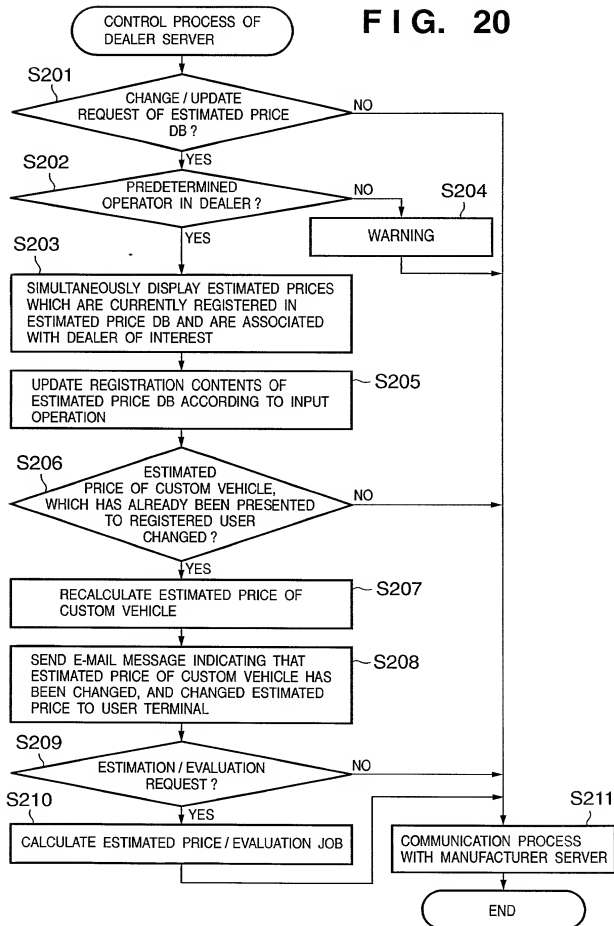 FIG. 20
CONTROL PROCESS OF
DEALER SERVER
S201
CHANGE / UPDATE
REQUEST OF ESTIMATED PRICE
DB ?
NO
YES
S202
PREDETERMINED
OPERATOR IN DEALER ?
NO
YES
S204
WARNING
S203
SIMULTANEOUSLY DISPLAY ESTIMATED PRICES
WHICH ARE CURRENTLY REGISTERED IN
ESTIMATED PRICE DB AND ARE ASSOCIATED
WITH DEALER OF INTEREST
S205
UPDATE REGISTRATION CONTENTS OF
ESTIMATED PRICE DB ACCORDING TO INPUT
OPERATION
S206
ESTIMATED
PRICE OF CUSTOM VEHICLE,
WHICH HAS ALREADY BEEN PRESENTED
TO REGISTERED USER
CHANGED ?
NO
YES
S207
RECALCULATE ESTIMATED PRICE OF
CUSTOM VEHICLE
S208
SEND E-MAIL MESSAGE INDICATING THAT
ESTIMATED PRICE OF CUSTOM VEHICLE HAS
BEEN CHANGED, AND CHANGED ESTIMATED
PRICE TO USER TERMINAL
S209
ESTIMATION / EVALUATION
REQUEST ?
NO
YES
S210
CALCULATE ESTIMATED PRICE / EVALUATION JOB
S211
COMMUNICATION PROCESS
WITH MANUFACTURER SERVER
END